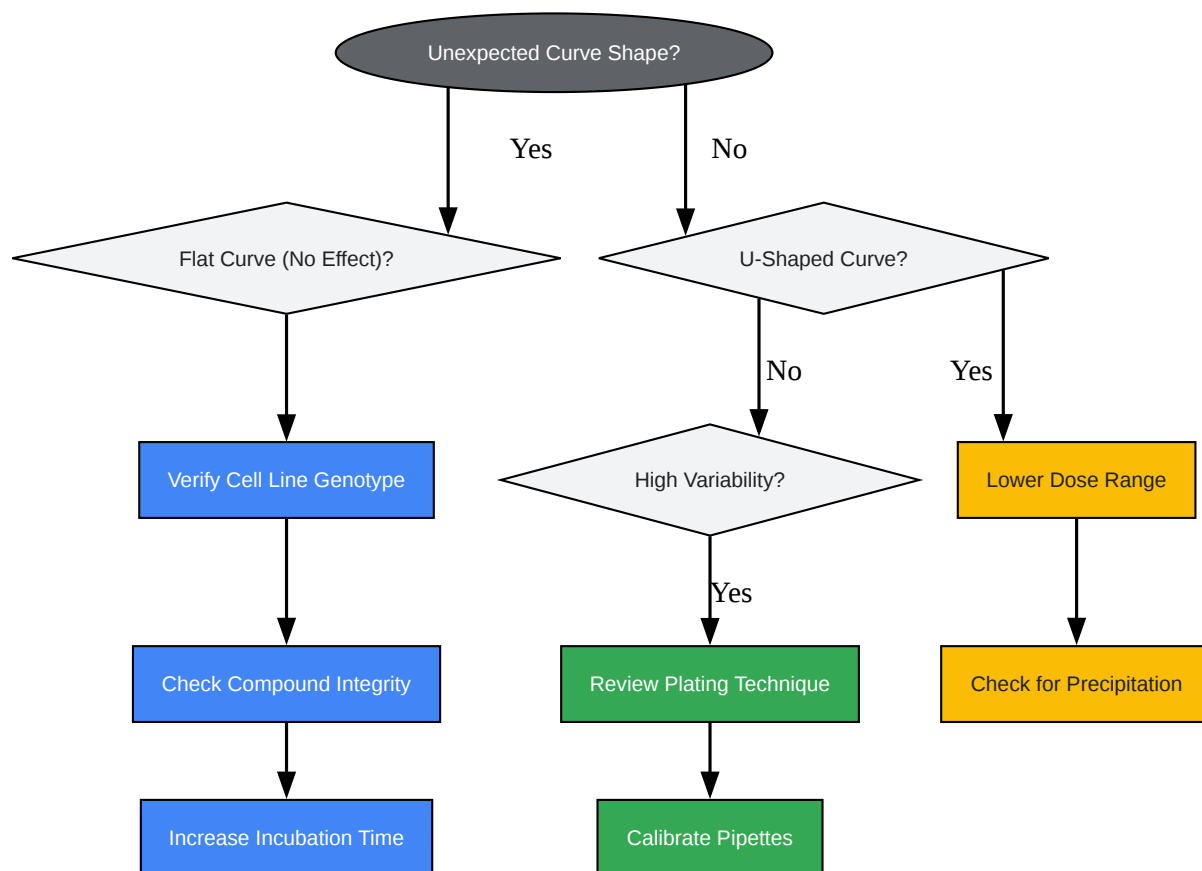 Unexpected Curve Shape?
Yes
No
Flat Curve (No Effect)?
U-Shaped Curve?
No
Yes
Verify Cell Line Genotype
High Variability?
Lower Dose Range
Yes
Check Compound Integrity
Review Plating Technique
Check for Precipitation
Increase Incubation Time
Calibrate Pipettes